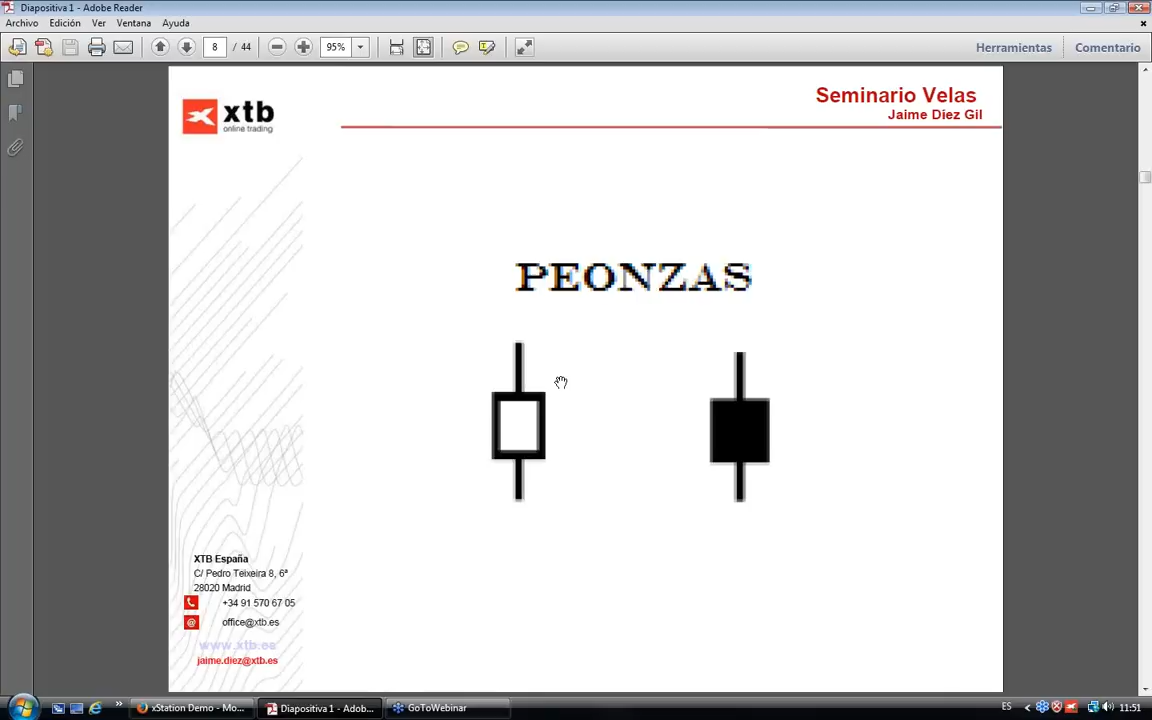 Diapositiva 1 - Adobe Reader
Archivo Edición Ver Ventana Ayuda
8 / 44 95% Herramientas Comentario
xtb
online trading
Seminario Velas
Jaime Díez Gil
PEONZAS
XTB España
C/ Pedro Teixeira 8, 6ª
28020 Madrid
+34 91 570 67 05
@ office@xtb.es
www.xtb.es
jaime.diez@xtb.es
xStation Demo - Mo... Diapositiva 1 - Adob... GoToWebinar ES 11:51